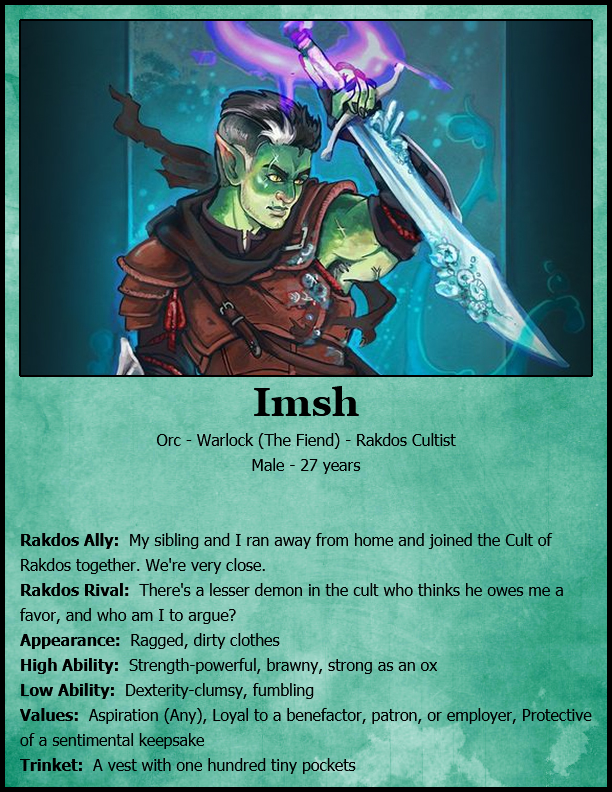 Imsh
Orc - Warlock (The Fiend) - Rakdos Cultist
Male - 27 years
Rakdos Ally: My sibling and I ran away from home and joined the Cult of
Rakdos together. We're very close.
Rakdos Rival: There's a lesser demon in the cult who thinks he owes me a
favor, and who am I to argue?
Appearance: Ragged, dirty clothes
High Ability: Strength-powerful, brawny, strong as an ox
Low Ability: Dexterity-clumsy, fumbling
Values: Aspiration (Any), Loyal to a benefactor, patron, or employer, Protective
of a sentimental keepsake
Trinket: A vest with one hundred tiny pockets